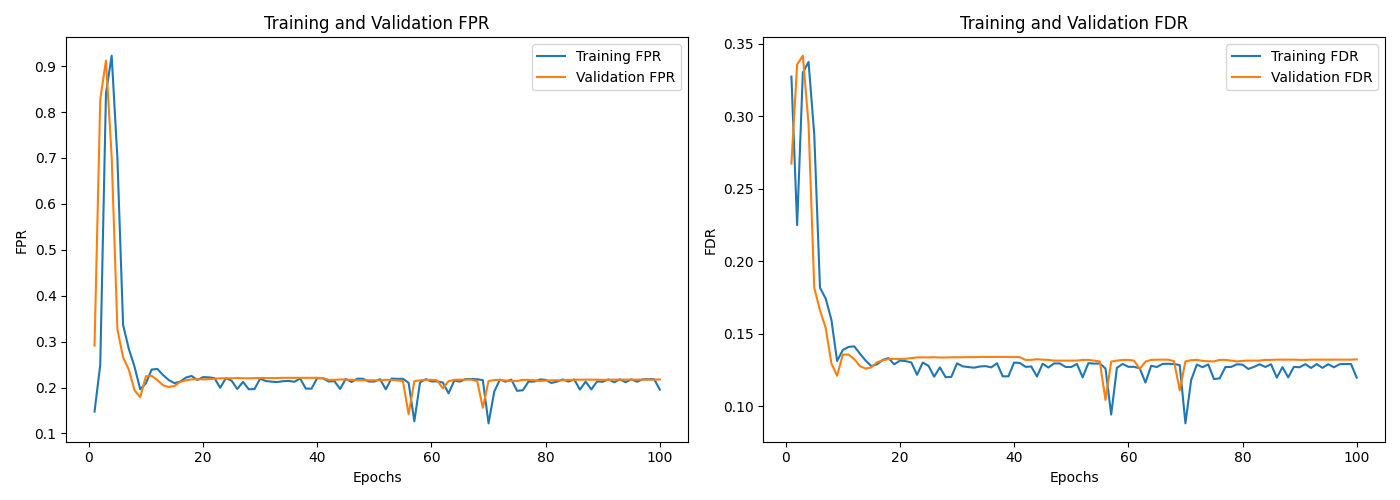 Training and Validation FPR
Training FPR
Validation FPR
FPR
0.9
0.8
0.7
0.6
0.5
0.4
0.3
0.2
0.1
0 20 40 60 80 100
Epochs
Training and Validation FDR
Training FDR
Validation FDR
FDR
0.35
0.30
0.25
0.20
0.15
0.10
0 20 40 60 80 100
Epochs